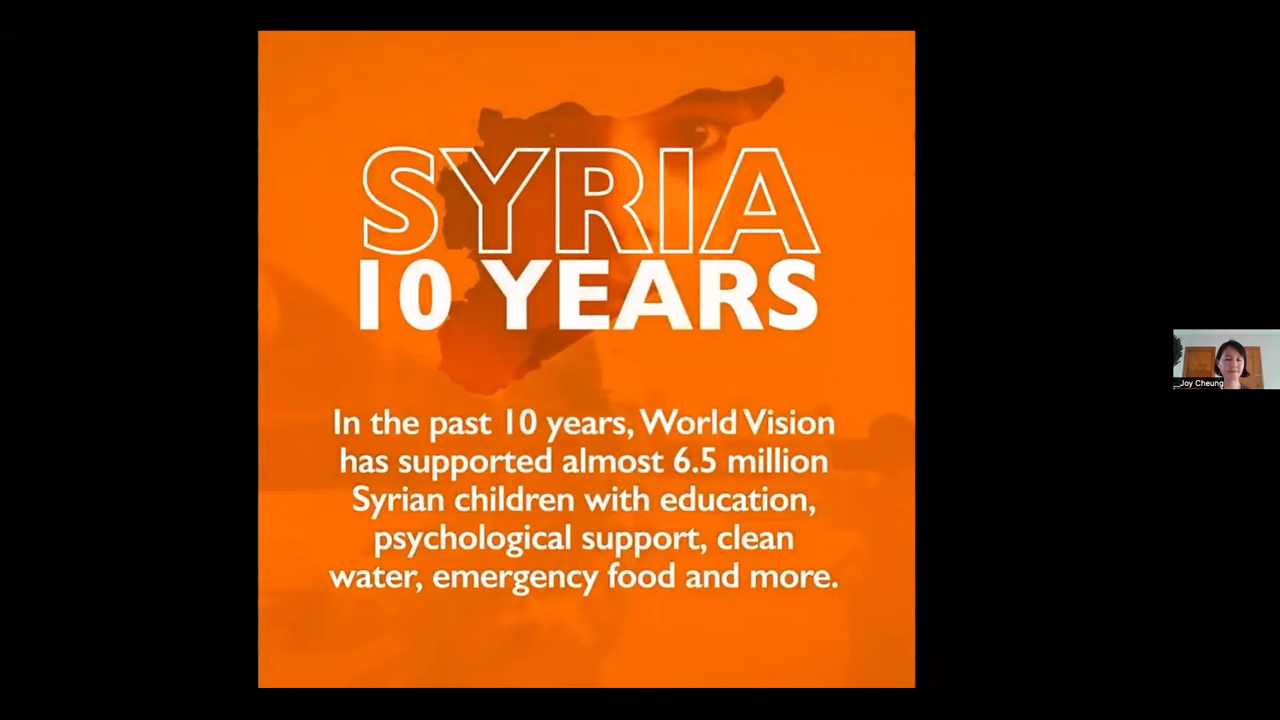 SYRIA
10 YEARS
In the past 10 years, World Vision
has supported almost 6.5 million
Syrian children with education,
psychological support, clean
water, emergency food and more.
Joy Cheung